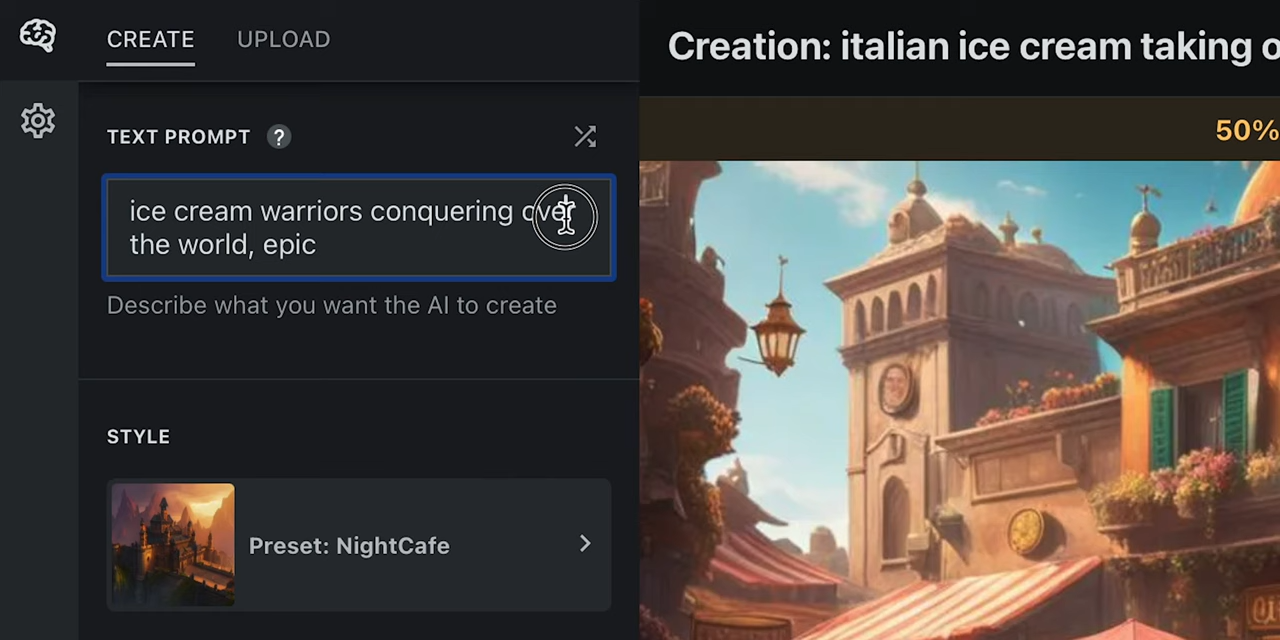 CREATE UPLOAD
TEXT PROMPT ?
ice cream warriors conquering over
the world, epic
Describe what you want the AI to create
STYLE
Preset: NightCafe
Creation: italian ice cream taking o
50%